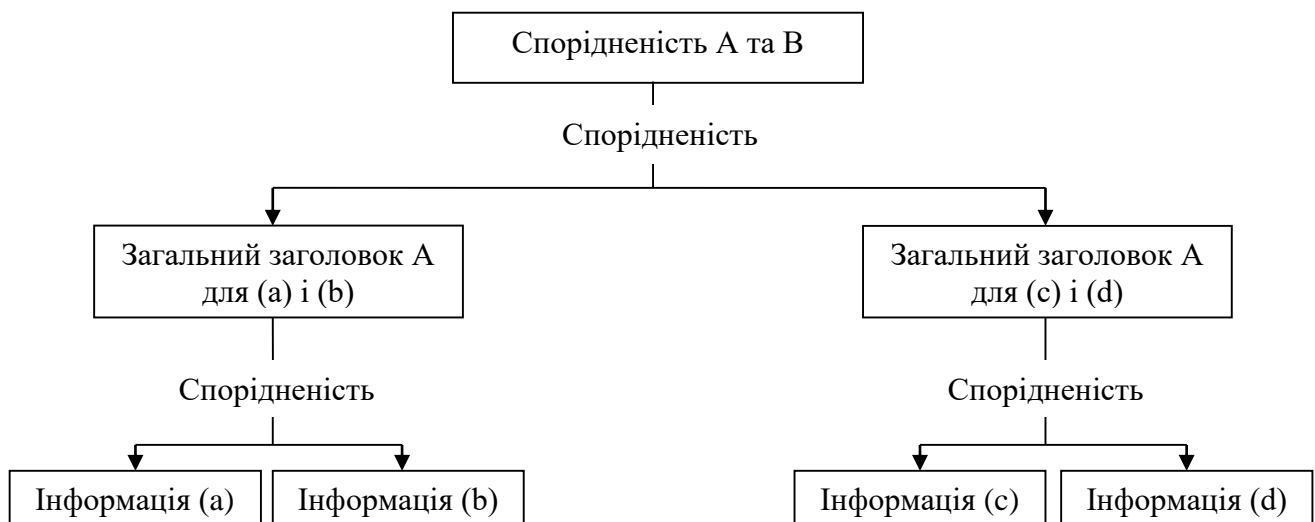 Спорідненість А та В
Спорідненість
Загальний заголовок А
для (a) і (b)
Загальний заголовок А
для (c) і (d)
Спорідненість
Спорідненість
Інформація (a)
Інформація (b)
Інформація (c)
Інформація (d)